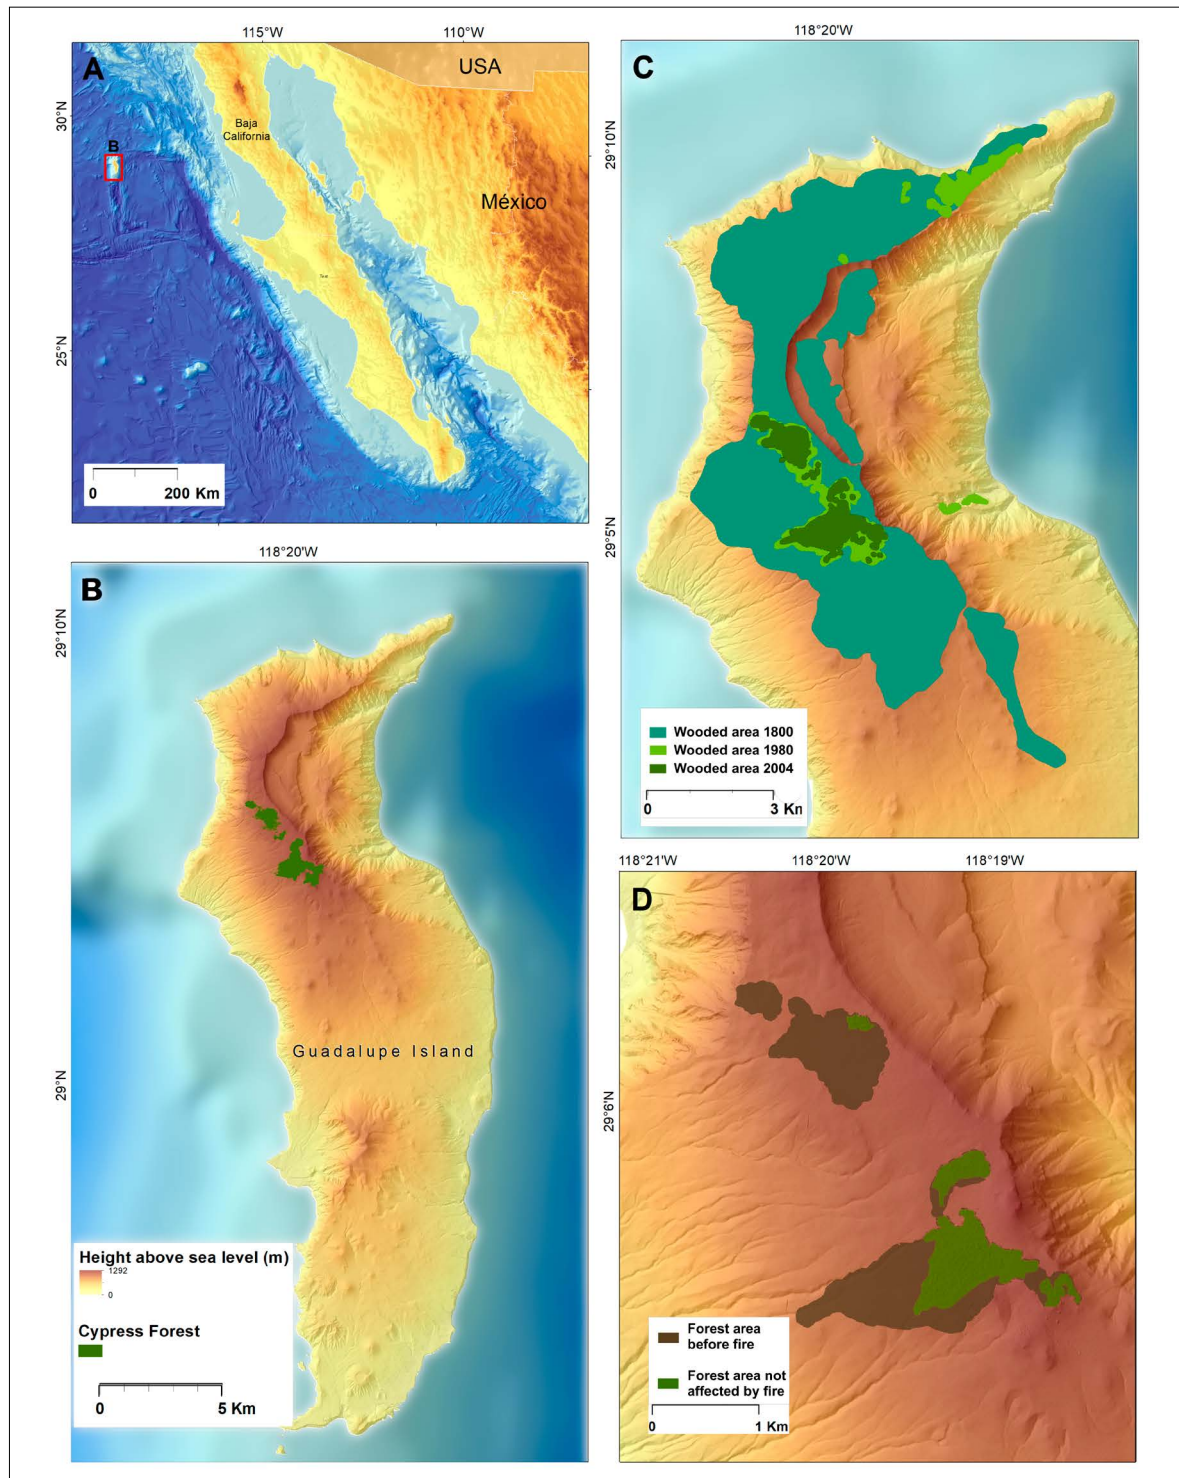 115°W 110°W
A
USA
Baja
California
30°N
B
México
25°N
0 200 Km
118°20'W
B
29°10'N
29°N
Guadalupe Island
Height above sea level (m)
1292
0
Cypress Forest
0 5 Km
118°20'W
C
29°10'N
29°5'N
Wooded area 1800
Wooded area 1980
Wooded area 2004
0 3 Kn
118°21'W 118°20'W 118°19'W
D
29°6'N
Forest area
before fire
Forest area not
affected by fire
0 1 Km